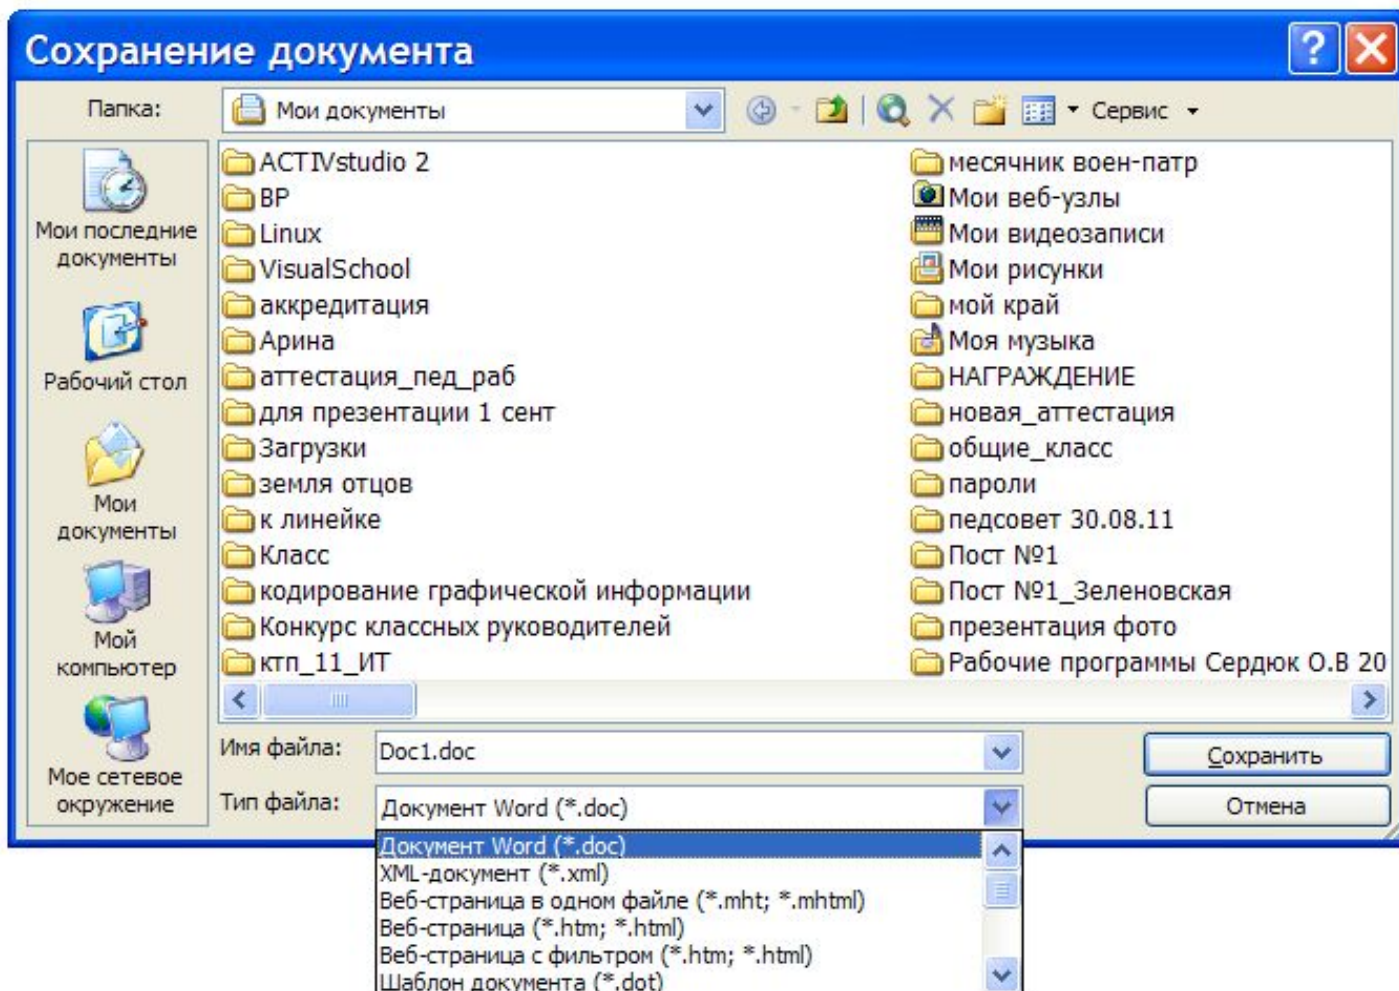 Сохранение документа
Папка:
Мои документы
Сервис
Мои последние
документы
Рабочий стол
Мои
документы
Мой
компьютер
Мое сетевое
окружение
ACTIVstudio 2
BP
Linux
VisualSchool
аккредитация
Арина
аттестация_пед_раб
для презентации 1 сент
Загрузки
земля отцов
к линейке
Класс
кодирование графической информации
Конкурс классных руководителей
ктп_11_ИТ
месячник воен-патр
Мои веб-узлы
Мои видеозаписи
Мои рисунки
мой край
Моя музыка
НАГРАЖДЕНИЕ
новая_аттестация
общие_класс
пароли
педсовет 30.08.11
Пост №1
Пост №1_Зеленовская
презентация фото
Рабочие программы Сердюк О.В 20
Имя файла:
Doc1.doc
Сохранить
Тип файла:
Документ Word (*.doc)
Отмена
Документ Word (*.doc)
XML-документ (*.xml)
Веб-страница в одном файле (*.mht; *.mhtml)
Веб-страница (*.htm; *.html)
Веб-страница с фильтром (*.htm; *.html)
Шаблон документа (*.dot)